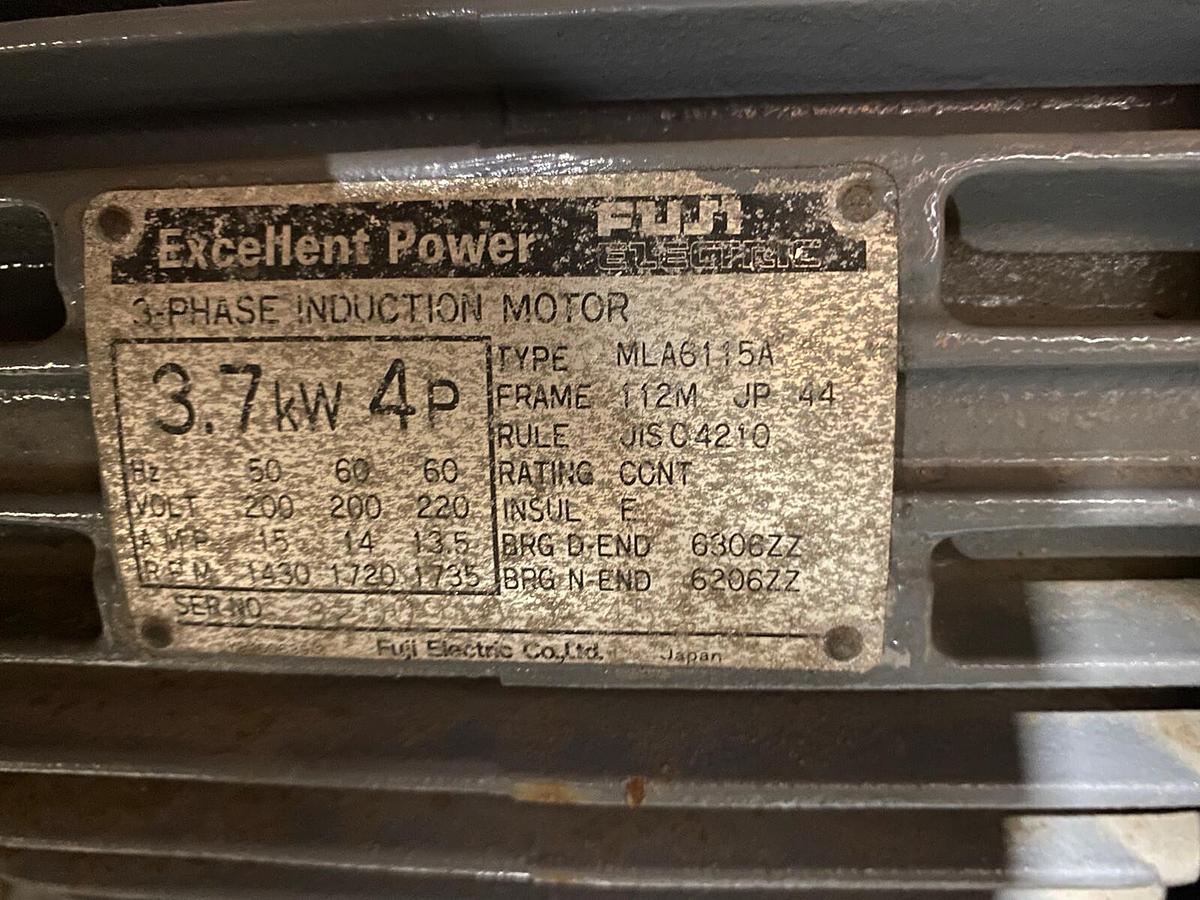 Excellent Power FUJI ELECTRIC
3-PHASE INDUCTION MOTOR
3.7kW 4P
Hz 50 60 60
VOLT 200 200 220
AMP. 15 14 13.5
R.P.M. 1430 1720 1735
TYPE MLA6115A
FRAME 112M JP 44
RULE JISC4210
RATING CONT
INSUL E
BRG D-END 6306ZZ
BRG N-END 6206ZZ
SER-NO
Fuji Electric Co.,Ltd. Japan